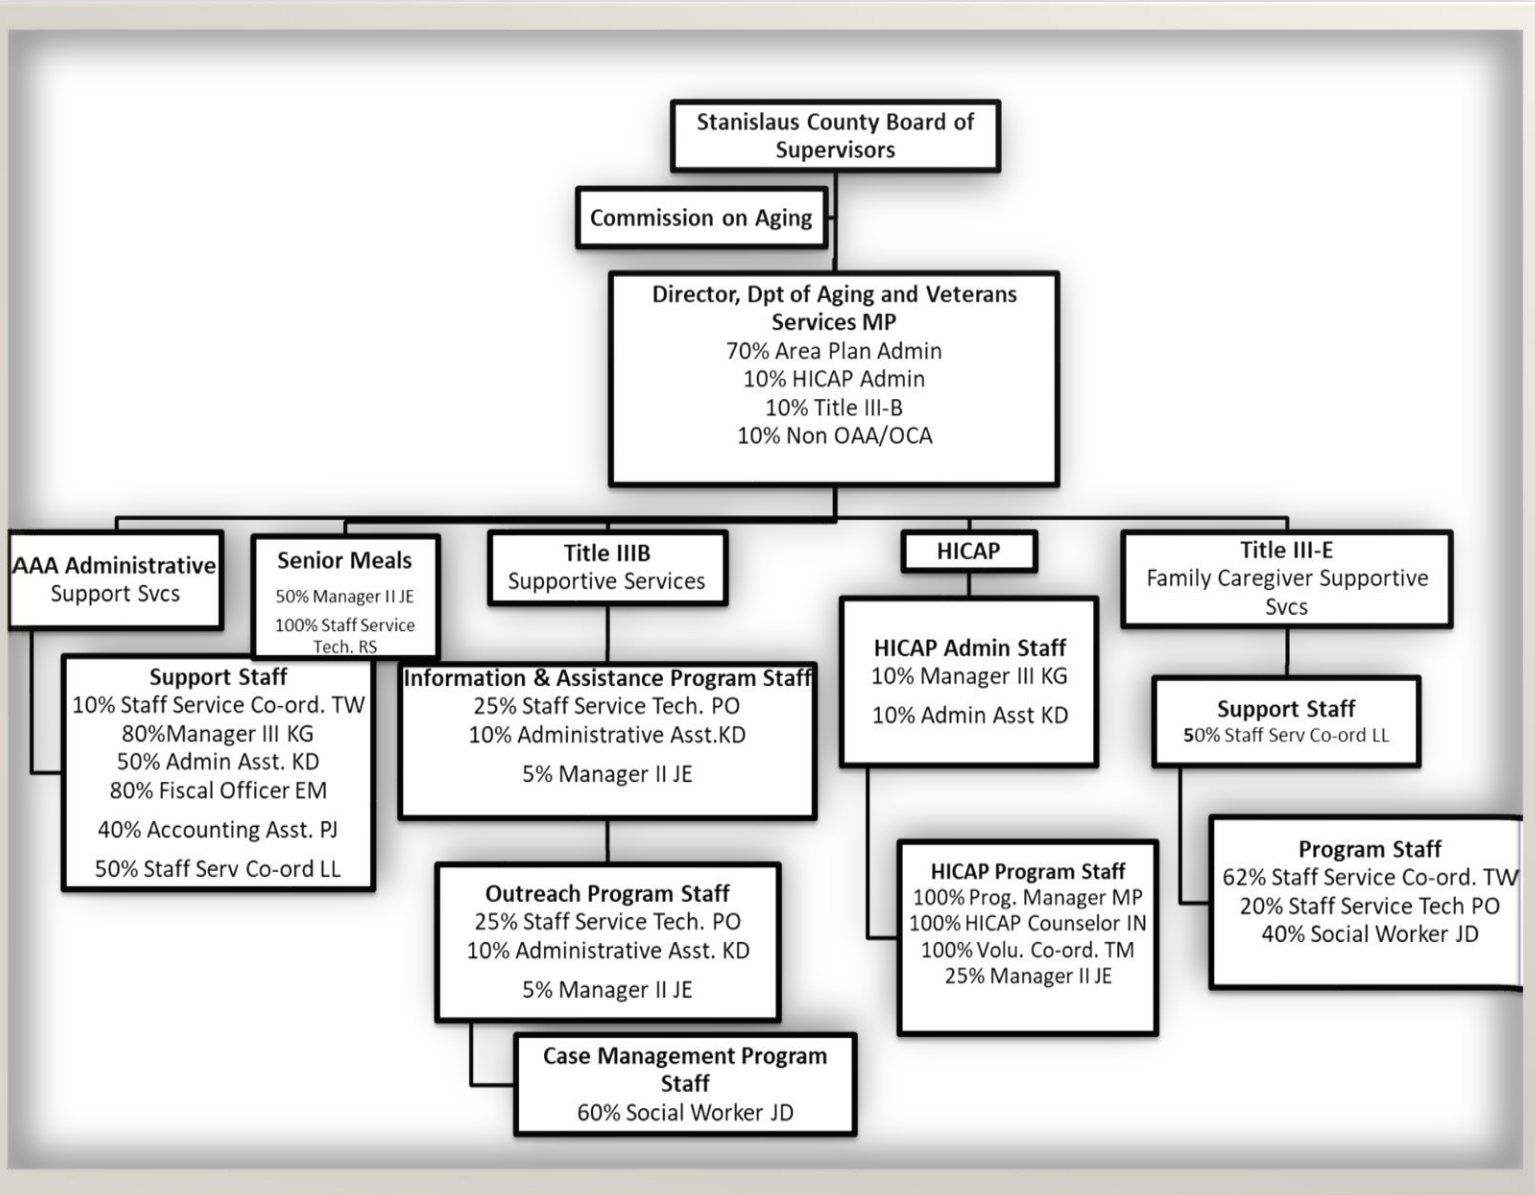 Stanislaus County Board of
Supervisors
Commission on Aging
Director, Dpt of Aging and Veterans
Services MP
70% Area Plan Admin
10% HICAP Admin
10% Title III-B
10% Non OAA/OCA
AAA Administrative
Support Svcs
Support Staff
10% Staff Service Co-ord. TW
80%Manager III KG
50% Admin Asst. KD
80% Fiscal Officer EM
40% Accounting Asst. PJ
50% Staff Serv Co-ord LL
Senior Meals
50% Manager II JE
100% Staff Service
Tech. RS
Title IIIB
Supportive Services
Information & Assistance Program Staff
25% Staff Service Tech. PO
10% Administrative Asst.KD
5% Manager II JE
Outreach Program Staff
25% Staff Service Tech. PO
10% Administrative Asst. KD
5% Manager II JE
Case Management Program
Staff
60% Social Worker JD
HICAP
HICAP Admin Staff
10% Manager III KG
10% Admin Asst KD
HICAP Program Staff
100% Prog. Manager MP
100% HICAP Counselor IN
100% Volu. Co-ord. TM
25% Manager II JE
Title III-E
Family Caregiver Supportive
Svcs
Support Staff
50% Staff Serv Co-ord LL
Program Staff
62% Staff Service Co-ord. TW
20% Staff Service Tech PO
40% Social Worker JD